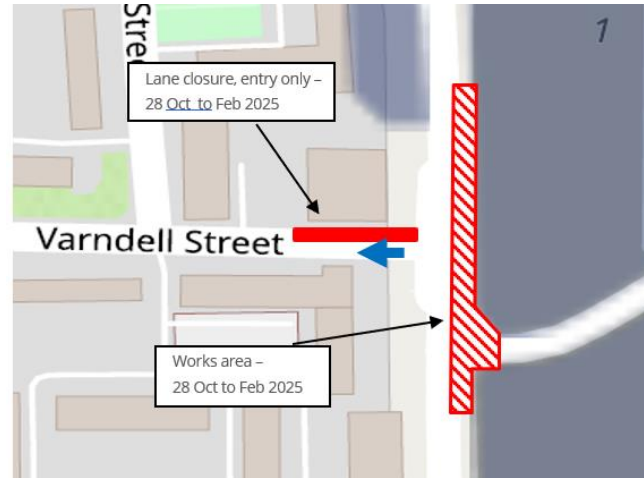 Stree
1
Lane closure, entry only –
28 Oct to Feb 2025
Varndell Street
Works area –
28 Oct to Feb 2025